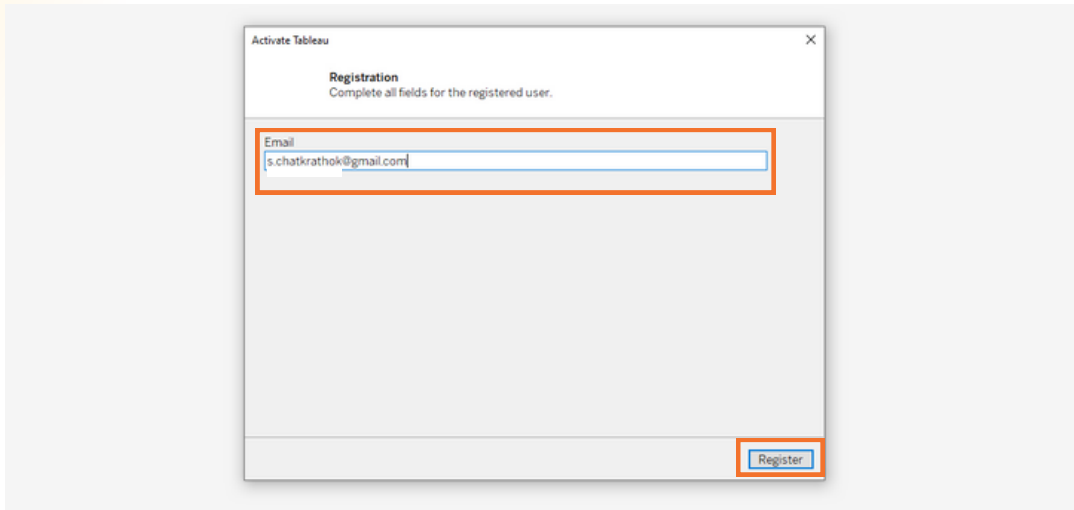 Activate Tableau
Registration
Complete all fields for the registered user.
Email
s.chatkrathok@gmail.com
Register